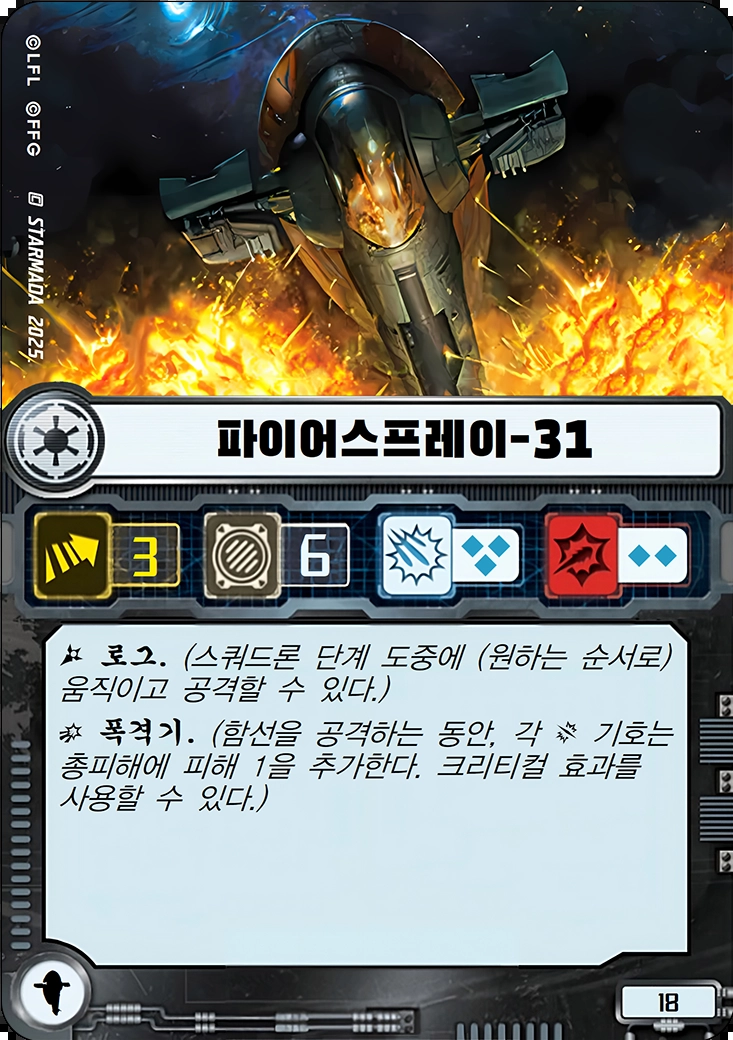 ©LFL ©FFG 🄫 STARMADA 2025.
파이어스프레이-31
3
6
로그. (스쿼드론 단계 도중에 (원하는 순서로)
움직이고 공격할 수 있다.)
폭격기. (함선을 공격하는 동안, 각 기호는
총피해에 피해 1을 추가한다. 크리티컬 효과를
사용할 수 있다.)
18